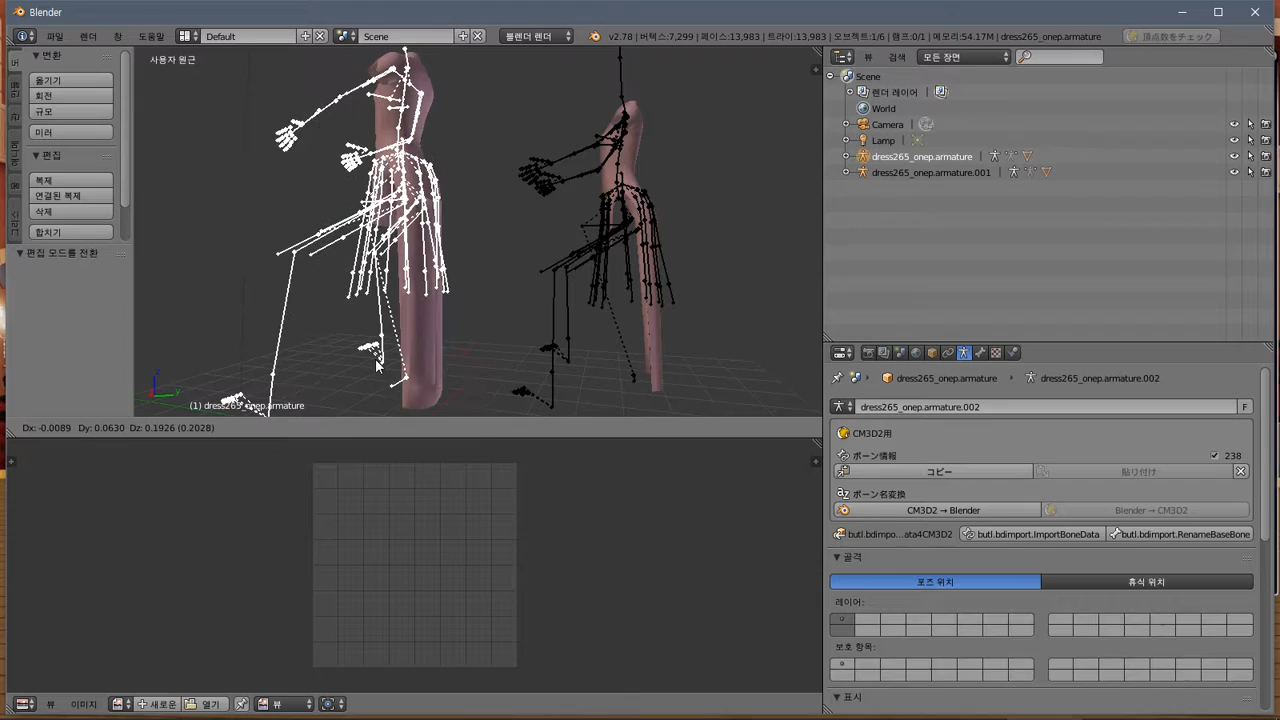 Blender
파일
렌더
창
도움말
Default
Scene
블렌더 렌더
v2.78 | 버텍스:7,299 | 페이스:13,983 | 트라이:13,983 | 오브젝트:1/6 | 본:0/1 | 메모리:54.17M | dress265_onep.armature
頂点数をチェック
변환
옮기기
회전
규모
미러
편집
복제
연결된 복제
삭제
합치기
편집 모드를 전환
사용자 원근
(1) dress265_onep.armature
Dx: -0.0089 Dy: 0.0630 Dz: 0.1926 (0.2028)
뷰
검색
모든 장면
Scene
렌더 레이어
World
Camera
Lamp
dress265_onep.armature
dress265_onep.armature.001
dress265_onep.armature
dress265_onep.armature.002
dress265_onep.armature.002
F
CM3D2用
ボーン情報
238
コピー
貼り付け
ボーン名変換
CM3D2 → Blender
Blender → CM3D2
butl.bdimpo…ata4CM3D2
butl.bdimport.ImportBoneData
butl.bdimport.RenameBaseBone
골격
포즈 위치
휴식 위치
레이어:
보호 항목:
표시
뷰
이미지
새로운
열기
뷰